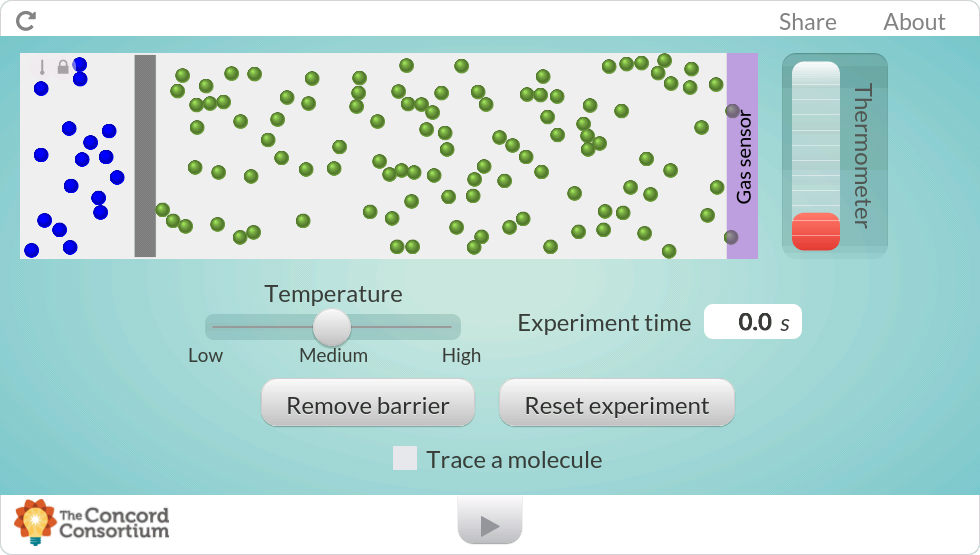 Share
About
Gas sensor
Thermometer
Temperature
Low
Medium
High
Experiment time
0.0 s
Remove barrier
Reset experiment
Trace a molecule
The Concord
Consortium